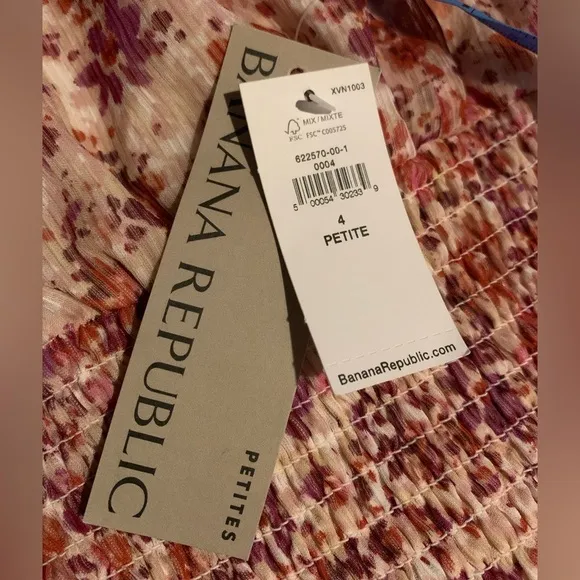 BANANA REPUBLIC
PETITES
XVN1003
MIX / MIXTE
FSC FSC™ C005725
622570-00-1
0004
5 00054 30233 9
4
PETITE
BananaRepublic.com